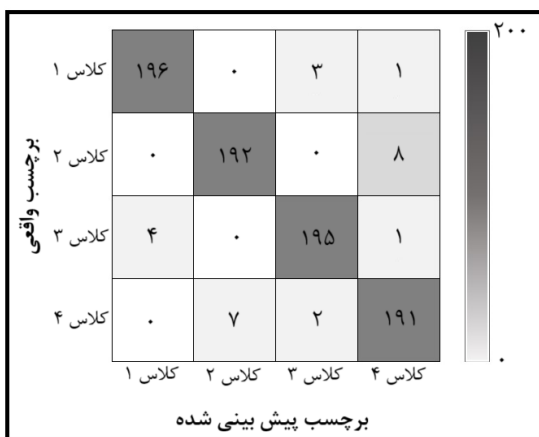 ۲۰۰
کلاس ۱ ۱۹۶ ۰ ۳ ۱
کلاس ۲ ۰ ۱۹۲ ۰ ۸
کلاس ۳ ۴ ۰ ۱۹۵ ۱
کلاس ۴ ۰ ۷ ۲ ۱۹۱
۰
برچسب واقعی
کلاس ۱ کلاس ۲ کلاس ۳ کلاس ۴
برچسب پیش بینی شده